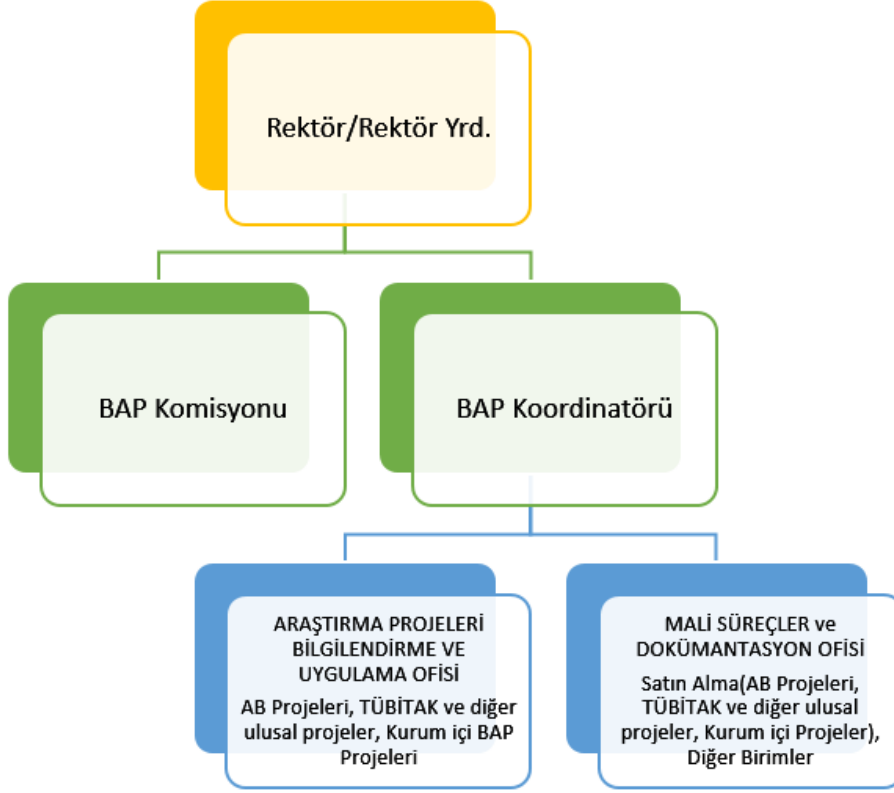 Rektör/Rektör Yrd.
BAP Komisyonu
BAP Koordinatörü
ARAŞTIRMA PROJELERİ
BİLGİLENDİRME VE
UYGULAMA OFİSİ
AB Projeleri, TÜBİTAK ve diğer
ulusal projeler, Kurum içi BAP
Projeleri
MALİ SÜREÇLER ve
DOKÜMANTASYON OFİSİ
Satın Alma(AB Projeleri,
TÜBİTAK ve diğer ulusal
projeler, Kurum içi Projeler),
Diğer Birimler